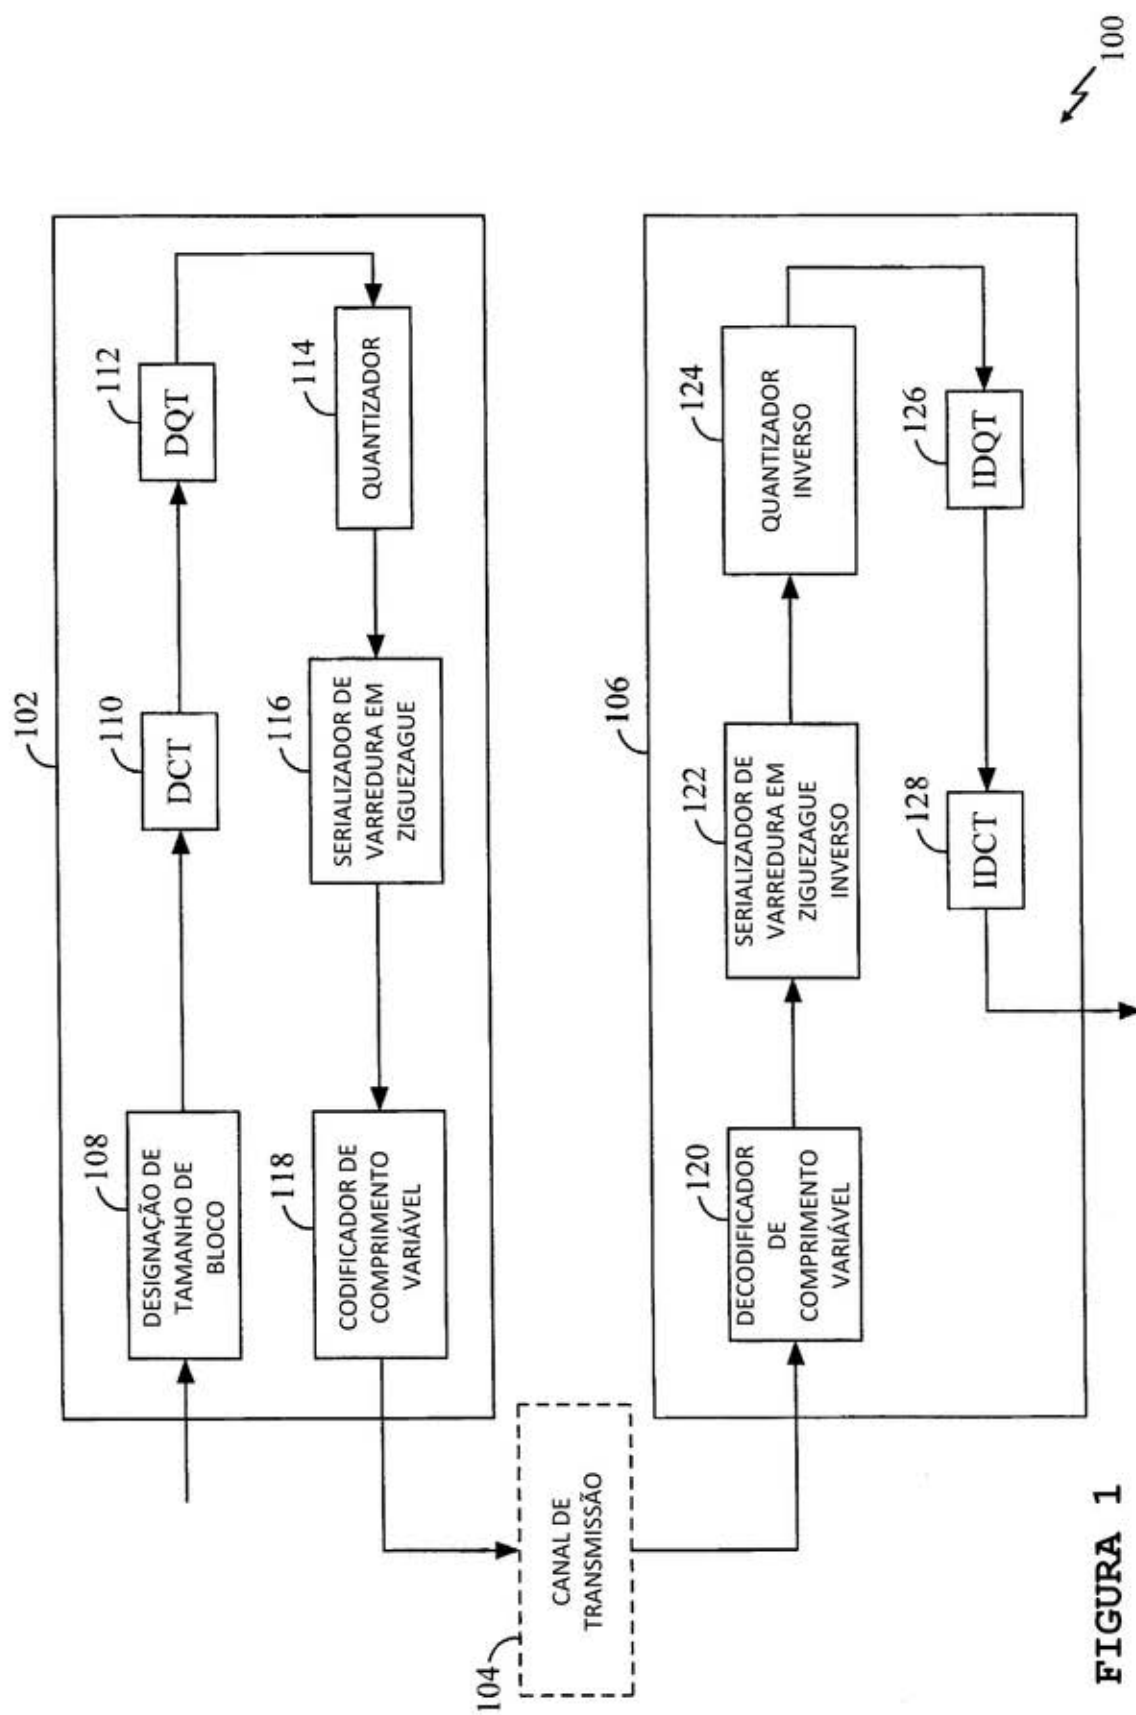 100
102
108
DESIGNAÇÃO DE
TAMANHO DE
BLOCO
110
DCT
112
DQT
114
QUANTIZADOR
116
SERIALIZADOR DE
VARREDURA EM
ZIGUEZAGUE
118
CODIFICADOR DE
COMPRIMENTO
VARIÁVEL
104
CANAL DE
TRANSMISSÃO
106
120
DECODIFICADOR
DE
COMPRIMENTO
VARIÁVEL
122
SERIALIZADOR DE
VARREDURA EM
ZIGUEZAGUE
INVERSO
124
QUANTIZADOR
INVERSO
126
IDQT
128
IDCT
FIGURA 1